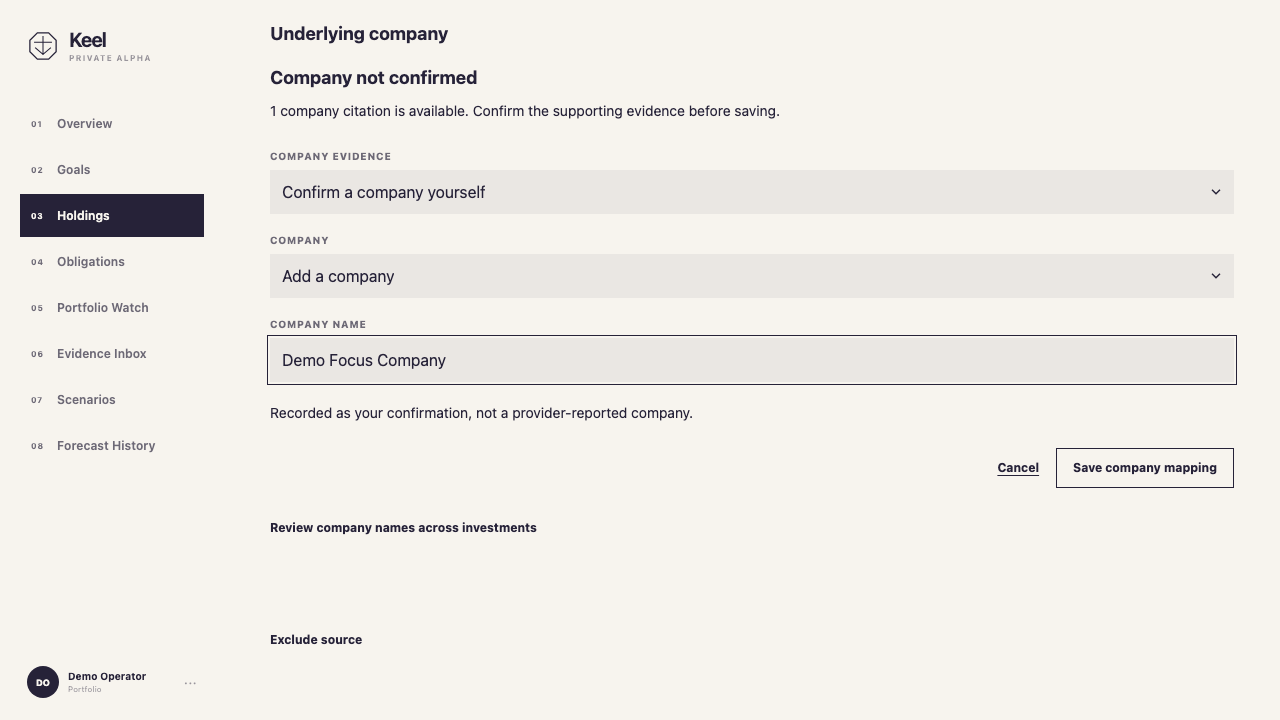 Keel
PRIVATE ALPHA
01 Overview
02 Goals
03 Holdings
04 Obligations
05 Portfolio Watch
06 Evidence Inbox
07 Scenarios
08 Forecast History
DO
Demo Operator
Portfolio
...
Underlying company
Company not confirmed
1 company citation is available. Confirm the supporting evidence before saving.
COMPANY EVIDENCE
Confirm a company yourself
COMPANY
Add a company
COMPANY NAME
Demo Focus Company
Recorded as your confirmation, not a provider-reported company.
Cancel
Save company mapping
Review company names across investments
Exclude source